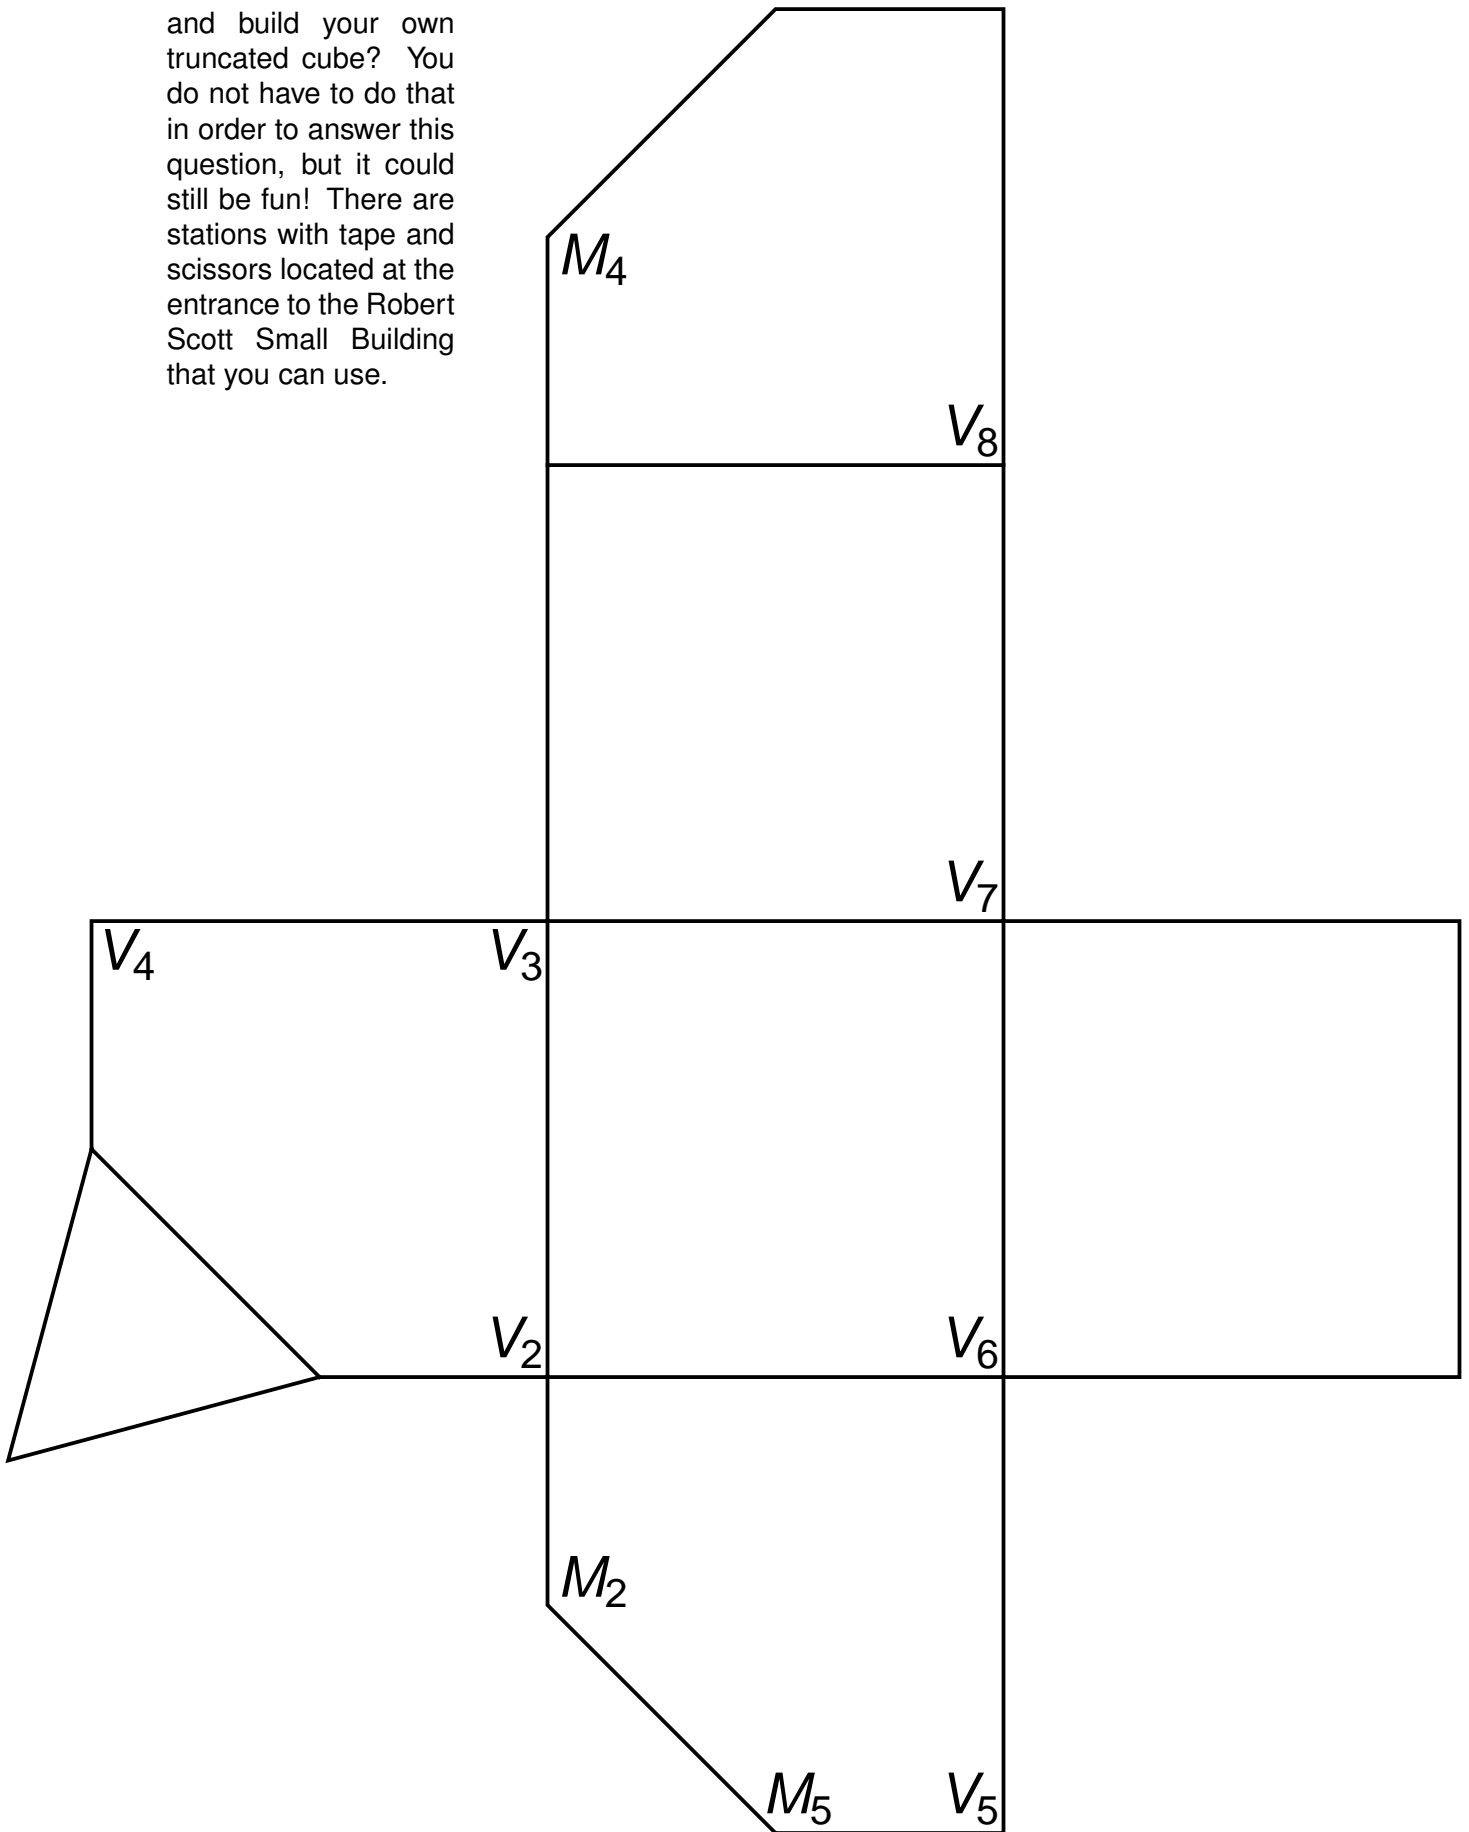 and build your own
truncated cube? You
do not have to do that
in order to answer this
question, but it could
still be fun! There are
stations with tape and
scissors located at the
entrance to the Robert
Scott Small Building
that you can use.
M4
V8
V7
V4
V3
V2
V6
M2
M5
V5